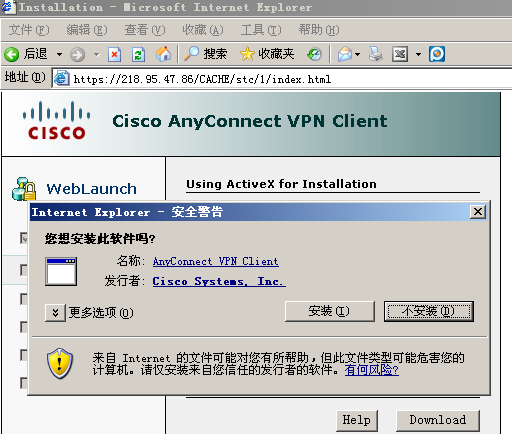 Installation - Microsoft Internet Explorer
文件(F) 编辑(E) 查看(V) 收藏(A) 工具(T) 帮助(H)
后退 搜索 收藏夹
地址(D) https://218.95.47.86/CACHE/stc/1/index.html
CISCO
Cisco AnyConnect VPN Client
WebLaunch
Using ActiveX for Installation
Internet Explorer - 安全警告
您想安装此软件吗?
名称: AnyConnect VPN Client
发行者: Cisco Systems, Inc.
更多选项(O)
安装(I)
不安装(D)
来自 Internet 的文件可能对您有所帮助，但此文件类型可能危害您的
计算机。请仅安装来自您信任的发行者的软件。有何风险?
Help
Download